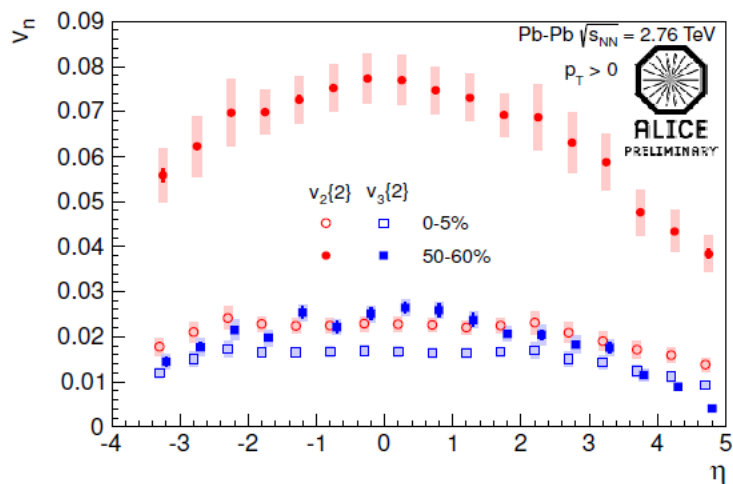 v_n
Pb-Pb √s_NN = 2.76 TeV
p_T > 0
ALICE
PRELIMINARY
v_2{2} v_3{2}
0-5%
50-60%
0.09
0.08
0.07
0.06
0.05
0.04
0.03
0.02
0.01
0
-4 -3 -2 -1 0 1 2 3 4 5
η